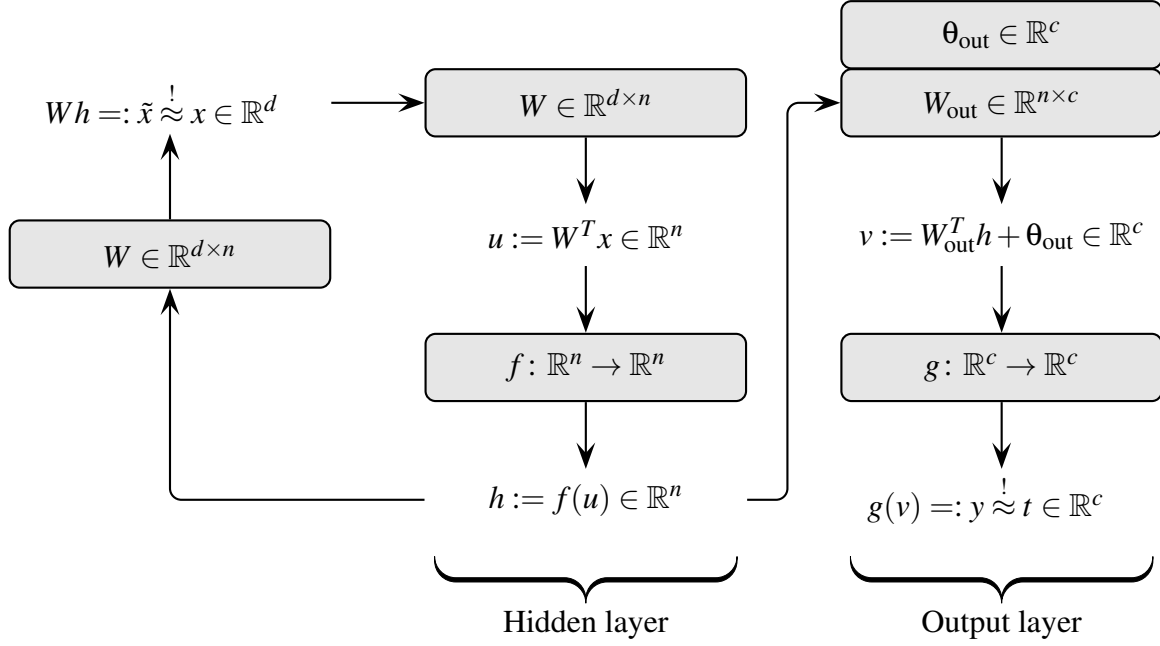 Wh =: x̃ ≈! x ∈ ℝ^d
W ∈ ℝ^{d×n}
W ∈ ℝ^{d×n}
u := W^T x ∈ ℝ^n
f: ℝ^n → ℝ^n
h := f(u) ∈ ℝ^n
Hidden layer
θ_out ∈ ℝ^c
W_out ∈ ℝ^{n×c}
v := W_out^T h + θ_out ∈ ℝ^c
g: ℝ^c → ℝ^c
g(v) =: y ≈! t ∈ ℝ^c
Output layer